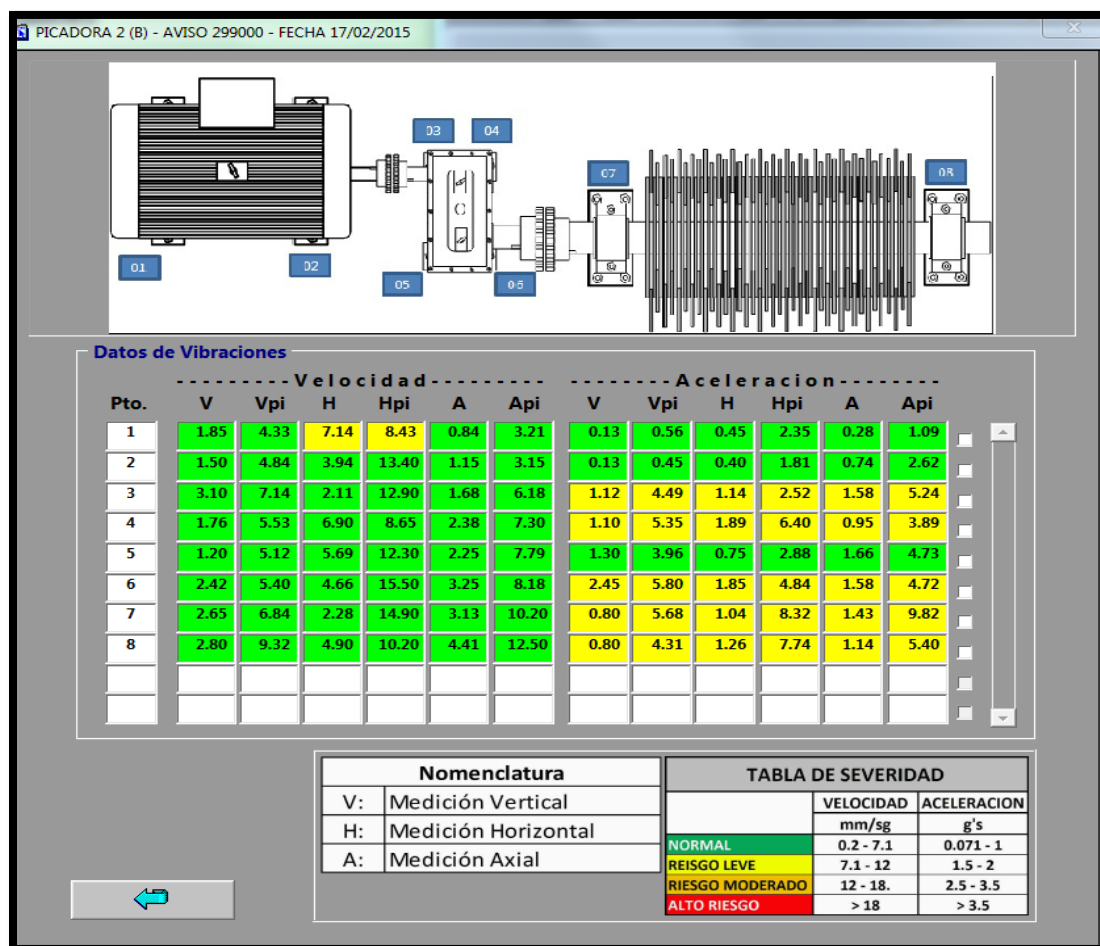 PICADORA 2 (B) - AVISO 299000 - FECHA 17/02/2015
03 04
07 08
01 02
05 06
Datos de Vibraciones
- - - - - - - - - V e l o c i d a d - - - - - - - - - - - - - - - - - A c e l e r a c i o n - - - - - - - -
Pto. V Vpi H Hpi A Api V Vpi H Hpi A Api
1 1.85 4.33 7.14 8.43 0.84 3.21 0.13 0.56 0.45 2.35 0.28 1.09
2 1.50 4.84 3.94 13.40 1.15 3.15 0.13 0.45 0.40 1.81 0.74 2.62
3 3.10 7.14 2.11 12.90 1.68 6.18 1.12 4.49 1.14 2.52 1.58 5.24
4 1.76 5.53 6.90 8.65 2.38 7.30 1.10 5.35 1.89 6.40 0.95 3.89
5 1.20 5.12 5.69 12.30 2.25 7.79 1.30 3.96 0.75 2.88 1.66 4.73
6 2.42 5.40 4.66 15.50 3.25 8.18 2.45 5.80 1.85 4.84 1.58 4.72
7 2.65 6.84 2.28 14.90 3.13 10.20 0.80 5.68 1.04 8.32 1.43 9.82
8 2.80 9.32 4.90 10.20 4.41 12.50 0.80 4.31 1.26 7.74 1.14 5.40
Nomenclatura
V: Medición Vertical
H: Medición Horizontal
A: Medición Axial
TABLA DE SEVERIDAD
VELOCIDAD ACELERACION
mm/sg g's
NORMAL 0.2 - 7.1 0.071 - 1
REISGO LEVE 7.1 - 12 1.5 - 2
RIESGO MODERADO 12 - 18. 2.5 - 3.5
ALTO RIESGO > 18 > 3.5